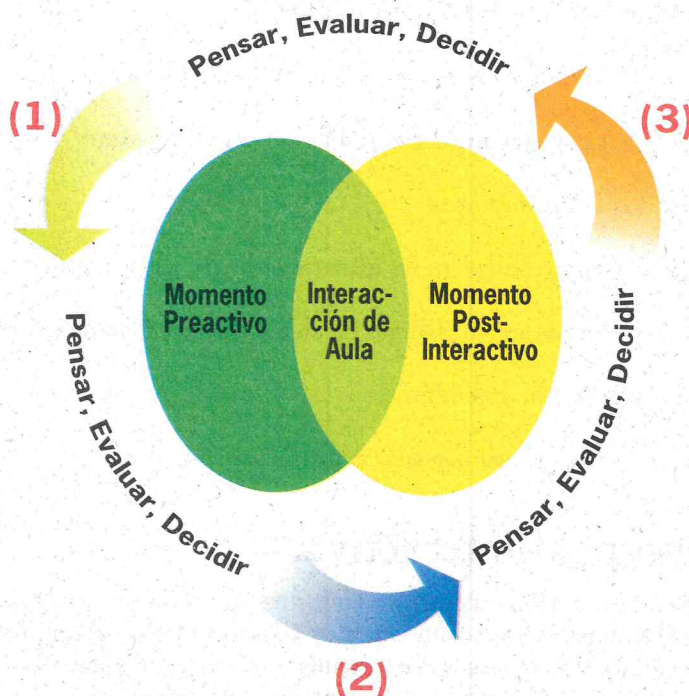 Pensar, Evaluar, Decidir
(1)
(3)
Momento
Preactivo
Interac-
ción de
Aula
Momento
Post-
Interactivo
Pensar, Evaluar, Decidir
Pensar, Evaluar, Decidir
(2)